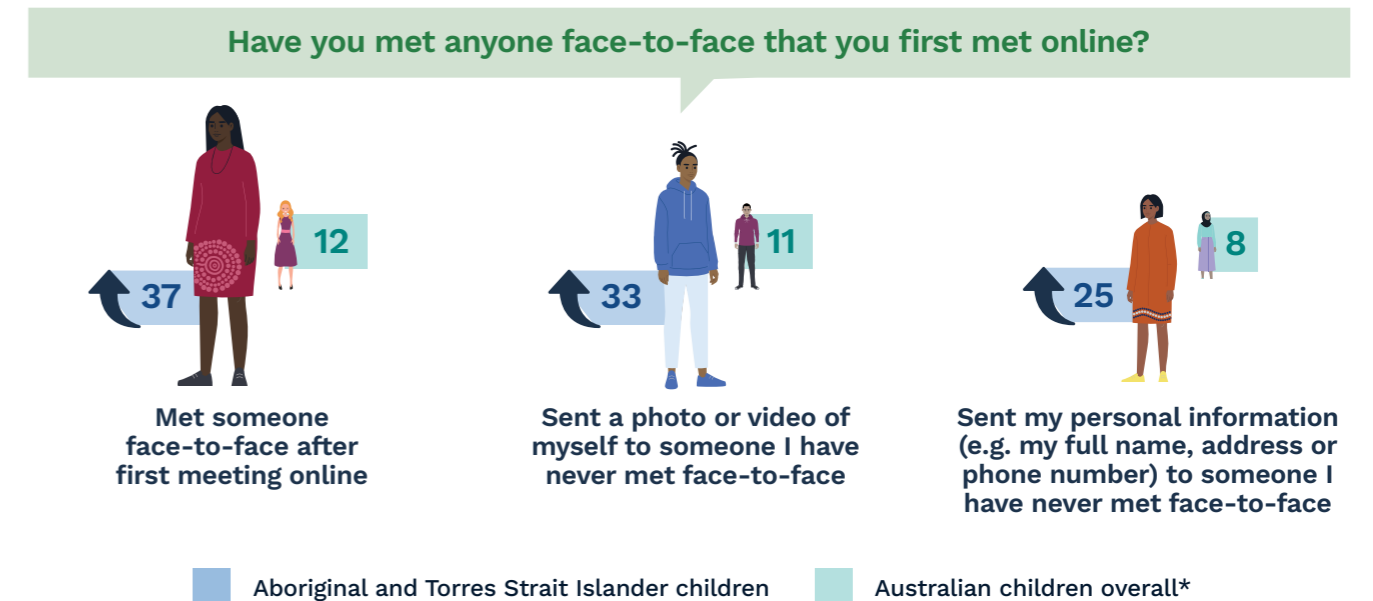 Have you met anyone face-to-face that you first met online?
37
12
33
11
25
8
Met someone
face-to-face after
first meeting online
Sent a photo or video of
myself to someone I have
never met face-to-face
Sent my personal information
(e.g. my full name, address or
phone number) to someone I
have never met face-to-face
Aboriginal and Torres Strait Islander children
Australian children overall*